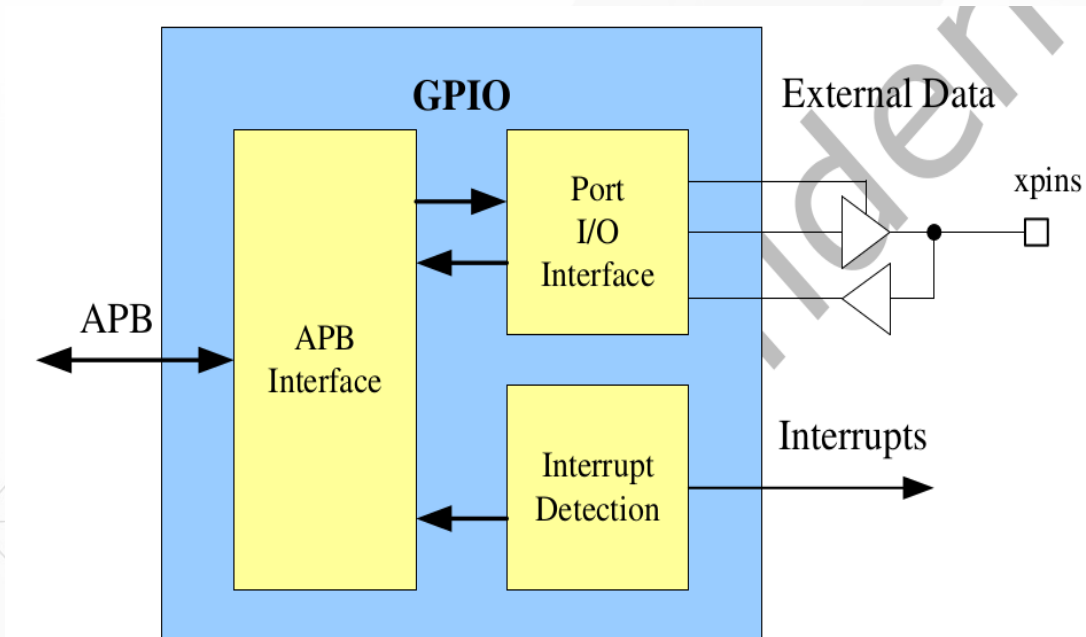 GPIO
External Data
xpins
Port
I/O
Interface
APB
APB
Interface
Interrupts
Interrupt
Detection